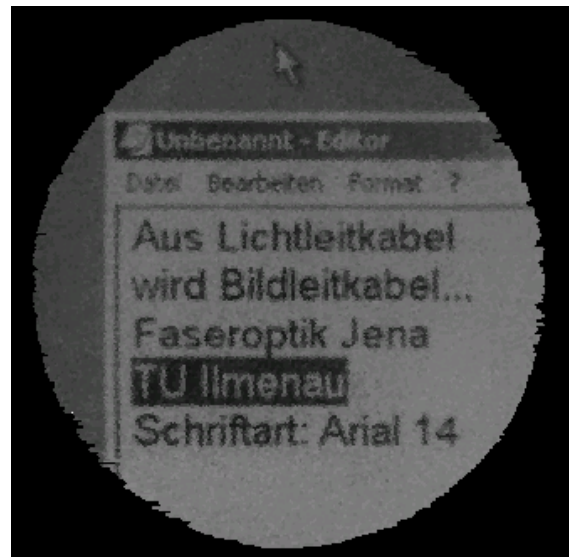 Unbenannt - Editor
Datei Bearbeiten Format ?
Aus Lichtleitkabel
wird Bildleitkabel...
Faseroptik Jena
TU Ilmenau
Schriftart: Arial 14